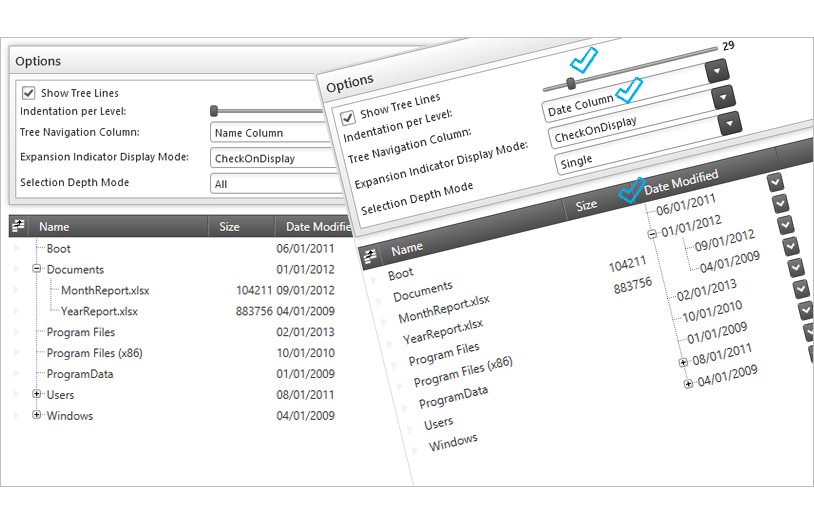 Options
Show Tree Lines
Indentation per Level:
Tree Navigation Column: Name Column
Expansion Indicator Display Mode: CheckOnDisplay
Selection Depth Mode All
Name Size
Boot 06/01/2011
Documents 01/01/2012
MonthReport.xlsx 104211 09/01/2012
YearReport.xlsx 883756 04/01/2009
Program Files 02/01/2013
Program Files (x86) 10/01/2010
ProgramData 01/01/2009
Users 08/01/2011
Windows 04/01/2009
Options
Show Tree Lines
Indentation per Level: 29
Tree Navigation Column: Date Column
Expansion Indicator Display Mode: CheckOnDisplay
Selection Depth Mode Single
Name Size Date Modified
Boot 06/01/2011
Documents 01/01/2012
MonthReport.xlsx 104211 09/01/2012
YearReport.xlsx 883756 04/01/2009
Program Files 02/01/2013
Program Files (x86) 10/01/2010
ProgramData 01/01/2009
Users 08/01/2011
Windows 04/01/2009